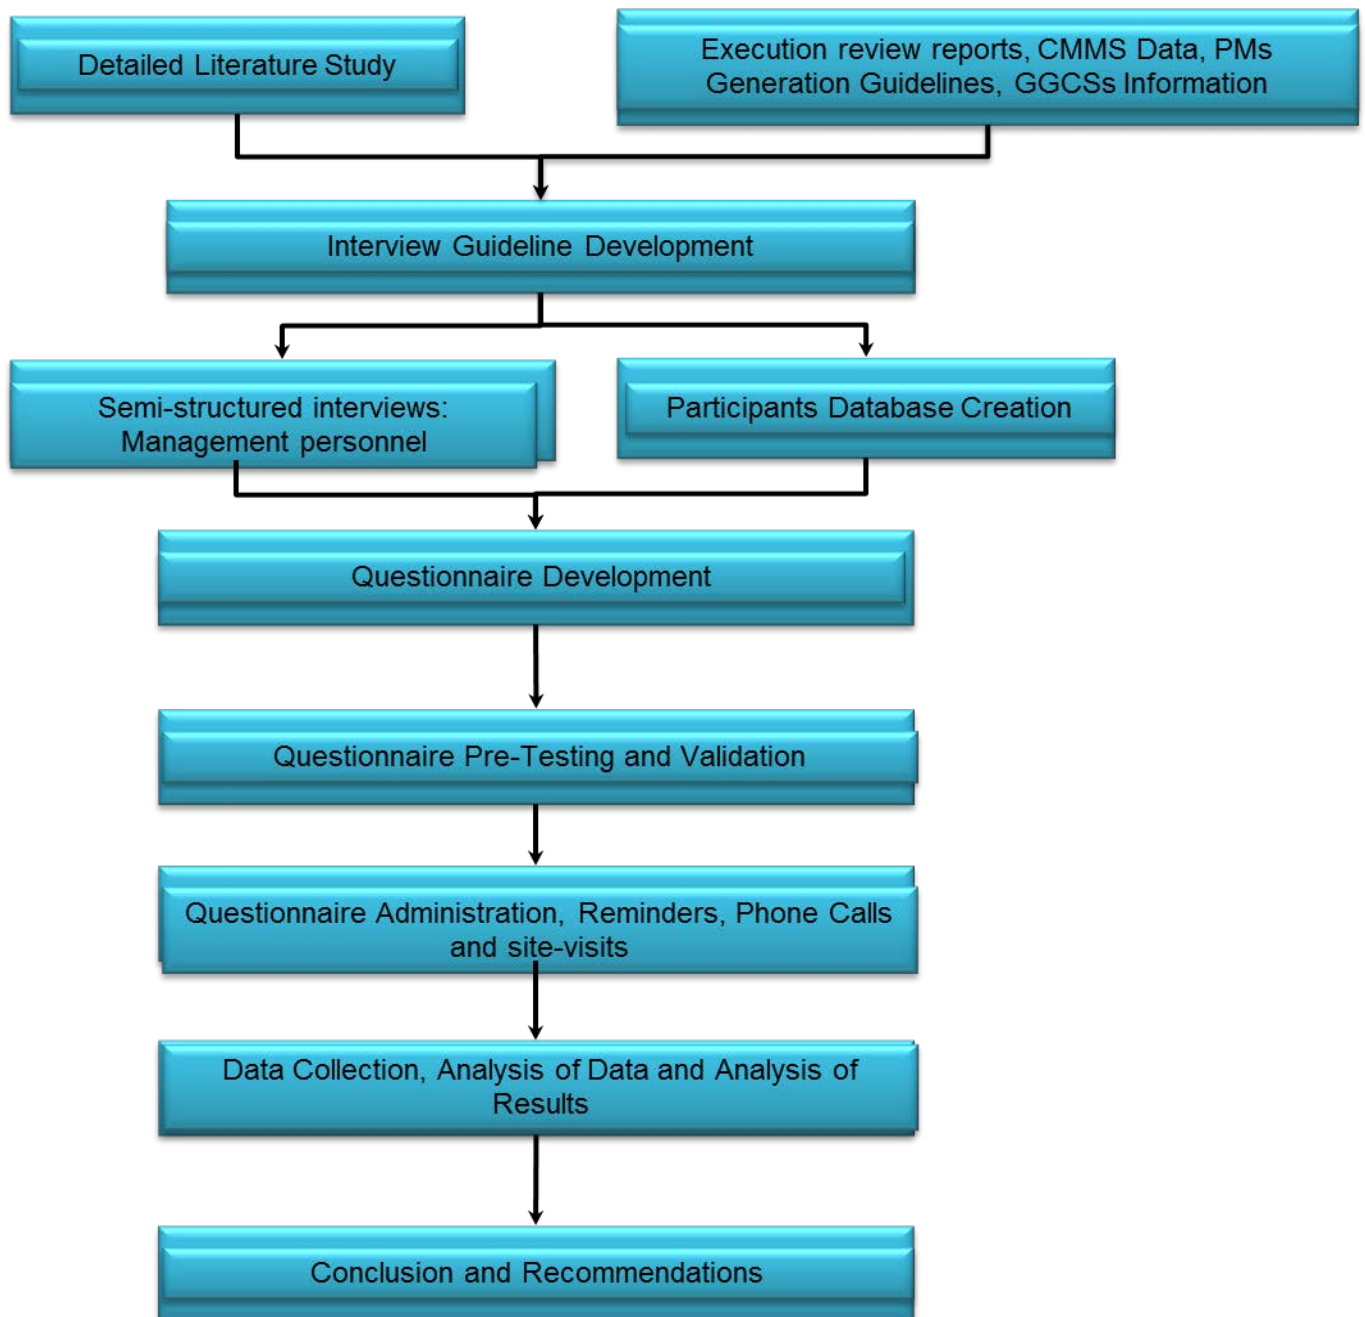 Detailed Literature Study
Execution review reports, CMMS Data, PMs
Generation Guidelines, GGCSs Information
Interview Guideline Development
Semi-structured interviews:
Management personnel
Participants Database Creation
Questionnaire Development
Questionnaire Pre-Testing and Validation
Questionnaire Administration, Reminders, Phone Calls
and site-visits
Data Collection, Analysis of Data and Analysis of
Results
Conclusion and Recommendations